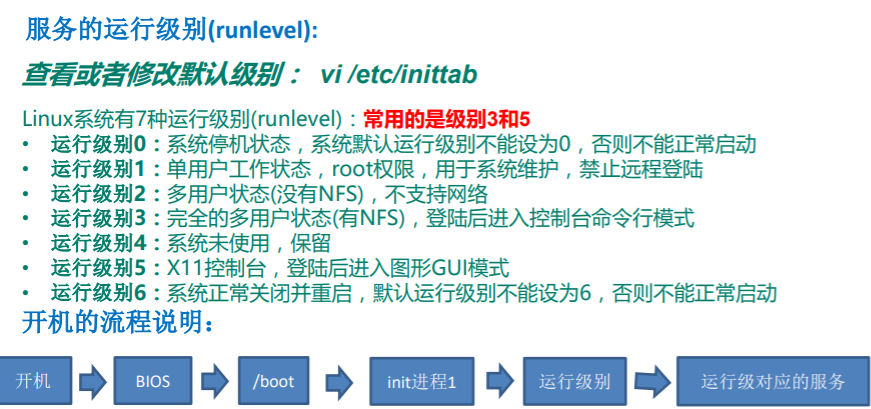 服务的运行级别(runlevel):
查看或者修改默认级别： vi /etc/inittab
Linux系统有7种运行级别(runlevel)：常用的是级别3和5
• 运行级别0：系统停机状态，系统默认运行级别不能设为0，否则不能正常启动
• 运行级别1：单用户工作状态，root权限，用于系统维护，禁止远程登陆
• 运行级别2：多用户状态(没有NFS)，不支持网络
• 运行级别3：完全的多用户状态(有NFS)，登陆后进入控制台命令行模式
• 运行级别4：系统未使用，保留
• 运行级别5：X11控制台，登陆后进入图形GUI模式
• 运行级别6：系统正常关闭并重启，默认运行级别不能设为6，否则不能正常启动
开机的流程说明：
开机 BIOS /boot init进程1 运行级别 运行级对应的服务